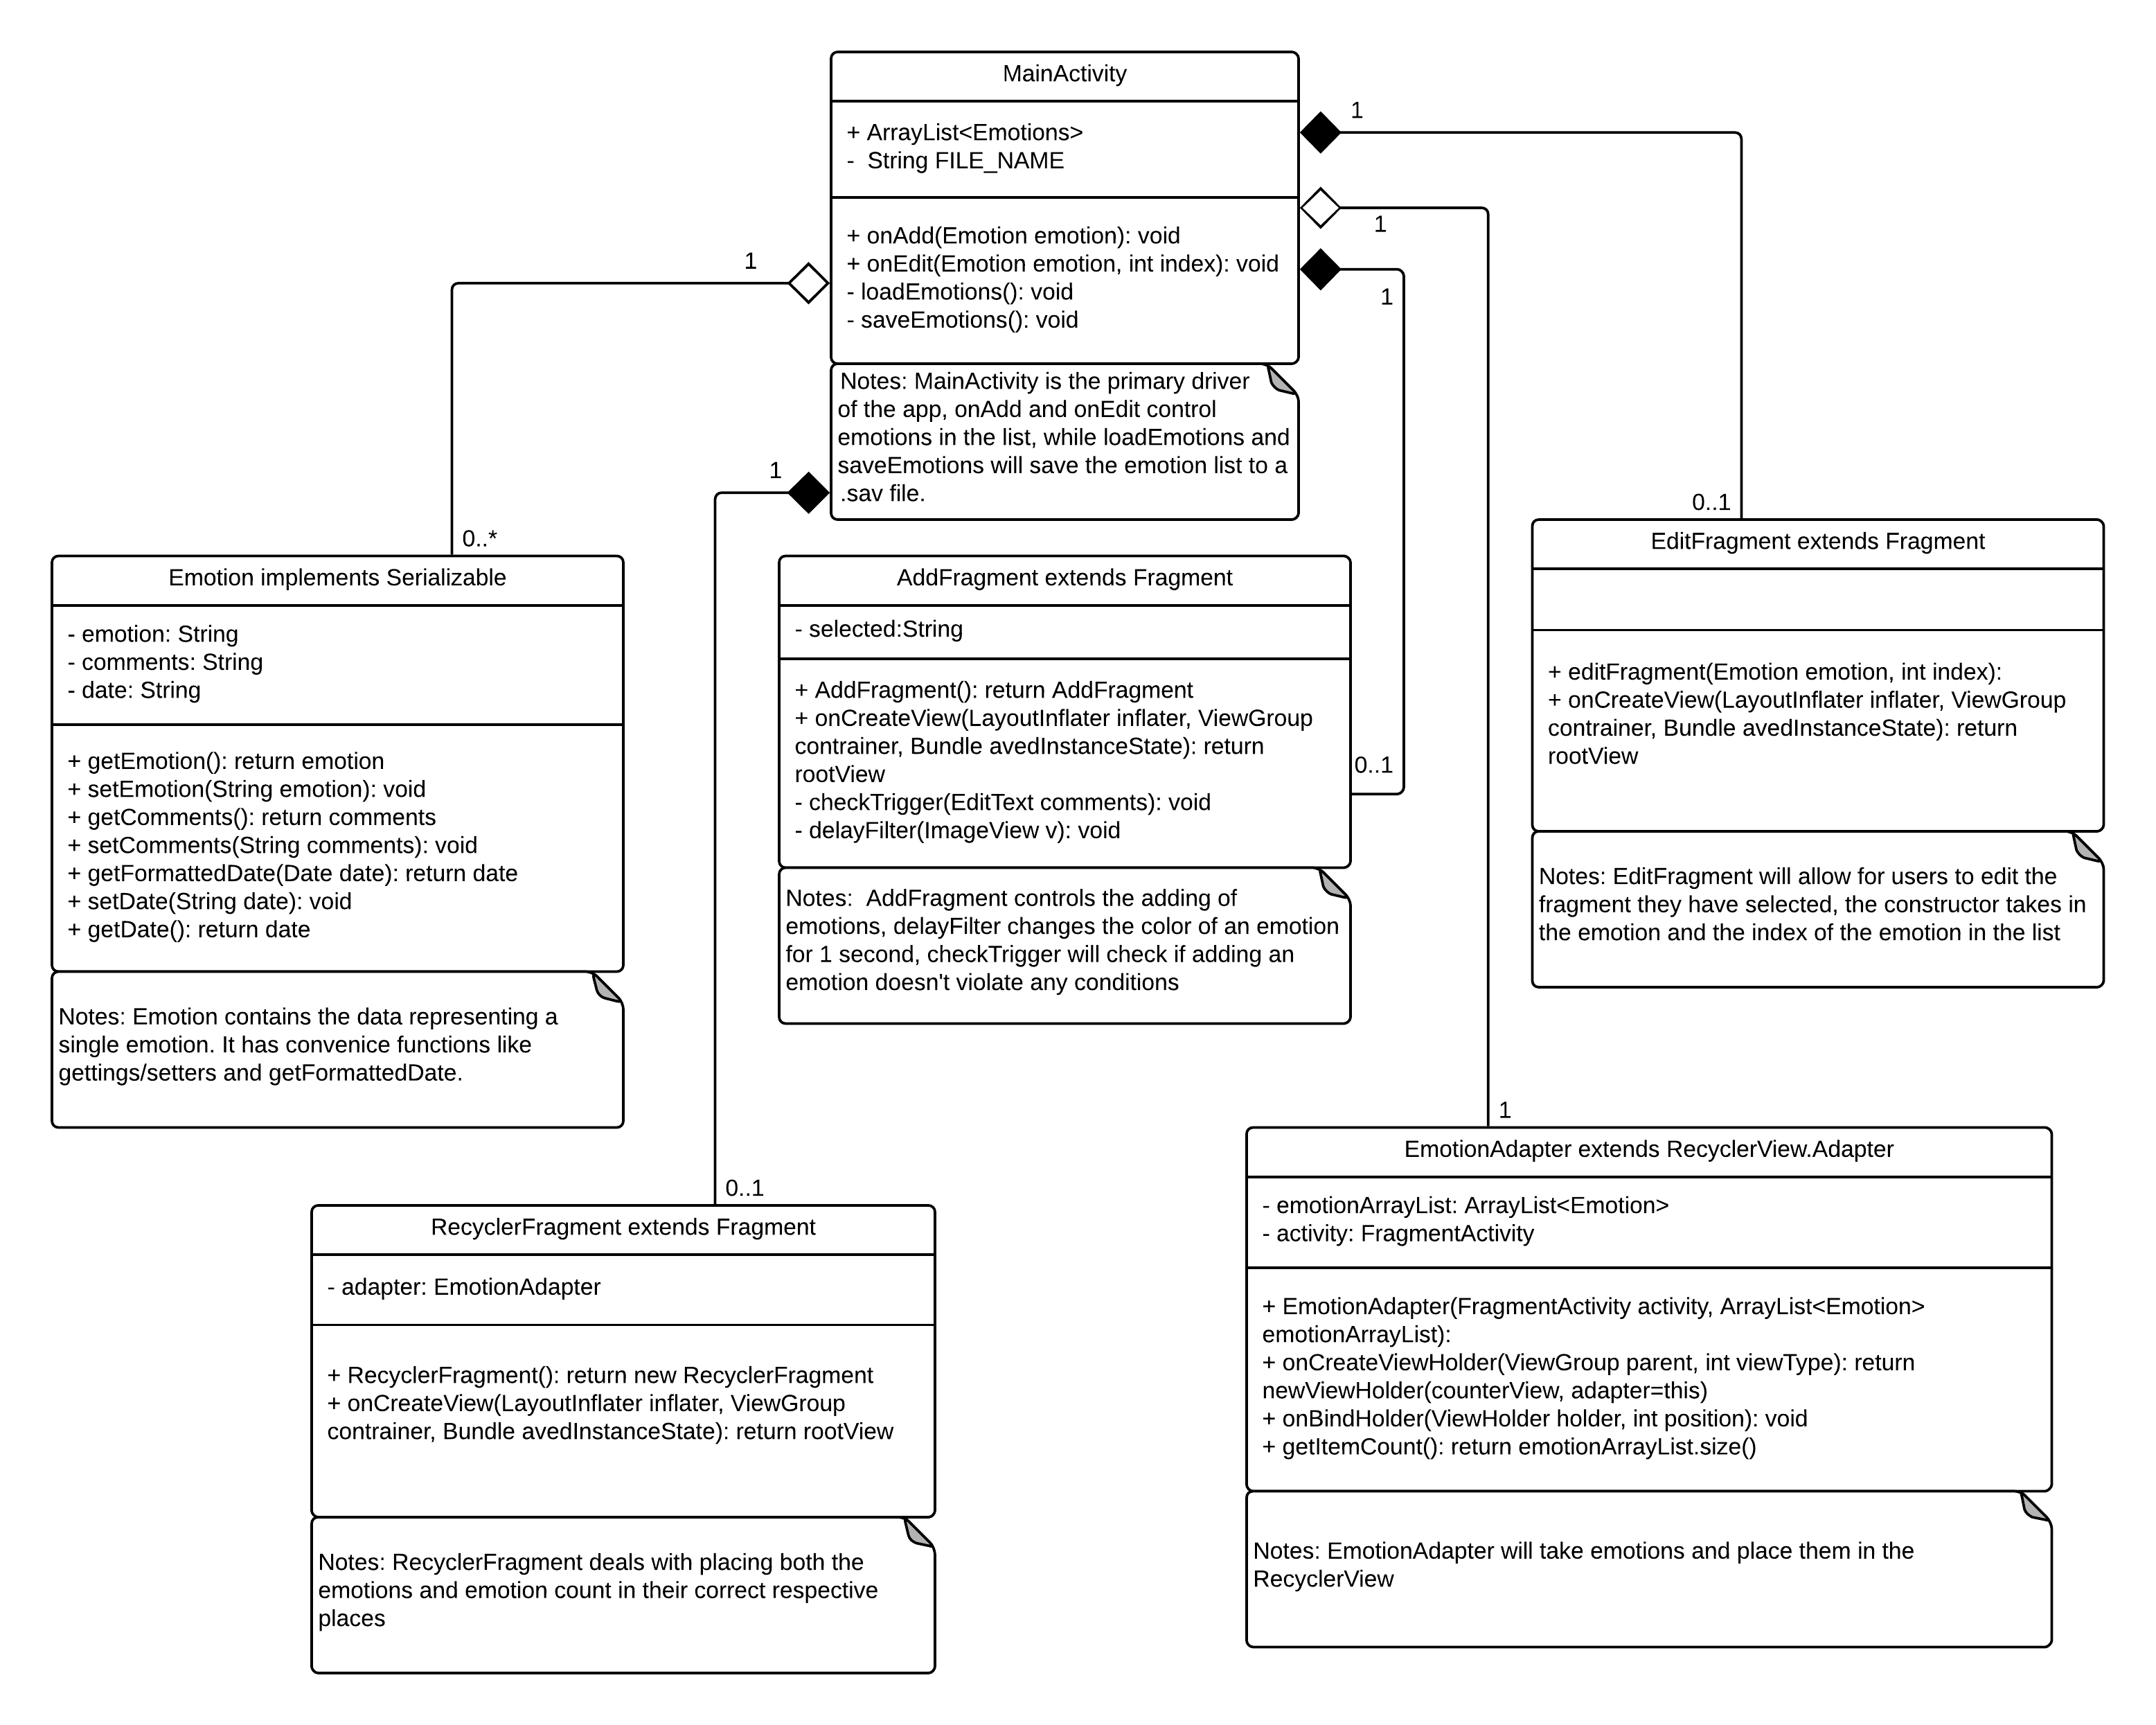 MainActivity
+ ArrayList<Emotions>
-  String FILE_NAME
+ onAdd(Emotion emotion): void
+ onEdit(Emotion emotion, int index): void
- loadEmotions(): void
- saveEmotions(): void
Notes: MainActivity is the primary driver
of the app, onAdd and onEdit control
emotions in the list, while loadEmotions and
saveEmotions will save the emotion list to a
.sav file.
1
1
1
1
1
0..*
0..1
0..1
0..1
1
Emotion implements Serializable
- emotion: String
- comments: String
- date: String
+ getEmotion(): return emotion
+ setEmotion(String emotion): void
+ getComments(): return comments
+ setComments(String comments): void
+ getFormattedDate(Date date): return date
+ setDate(String date): void
+ getDate(): return date
Notes: Emotion contains the data representing a
single emotion. It has convenice functions like
gettings/setters and getFormattedDate.
AddFragment extends Fragment
- selected:String
+ AddFragment(): return AddFragment
+ onCreateView(LayoutInflater inflater, ViewGroup
contrainer, Bundle avedInstanceState): return
rootView
- checkTrigger(EditText comments): void
- delayFilter(ImageView v): void
Notes:  AddFragment controls the adding of
emotions, delayFilter changes the color of an emotion
for 1 second, checkTrigger will check if adding an
emotion doesn't violate any conditions
EditFragment extends Fragment
+ editFragment(Emotion emotion, int index):
+ onCreateView(LayoutInflater inflater, ViewGroup
contrainer, Bundle avedInstanceState): return
rootView
Notes: EditFragment will allow for users to edit the
fragment they have selected, the constructor takes in
the emotion and the index of the emotion in the list
RecyclerFragment extends Fragment
- adapter: EmotionAdapter
+ RecyclerFragment(): return new RecyclerFragment
+ onCreateView(LayoutInflater inflater, ViewGroup
contrainer, Bundle avedInstanceState): return rootView
Notes: RecyclerFragment deals with placing both the
emotions and emotion count in their correct respective
places
EmotionAdapter extends RecyclerView.Adapter
- emotionArrayList: ArrayList<Emotion>
- activity: FragmentActivity
+ EmotionAdapter(FragmentActivity activity, ArrayList<Emotion>
emotionArrayList):
+ onCreateViewHolder(ViewGroup parent, int viewType): return
newViewHolder(counterView, adapter=this)
+ onBindHolder(ViewHolder holder, int position): void
+ getItemCount(): return emotionArrayList.size()
Notes: EmotionAdapter will take emotions and place them in the
RecyclerView